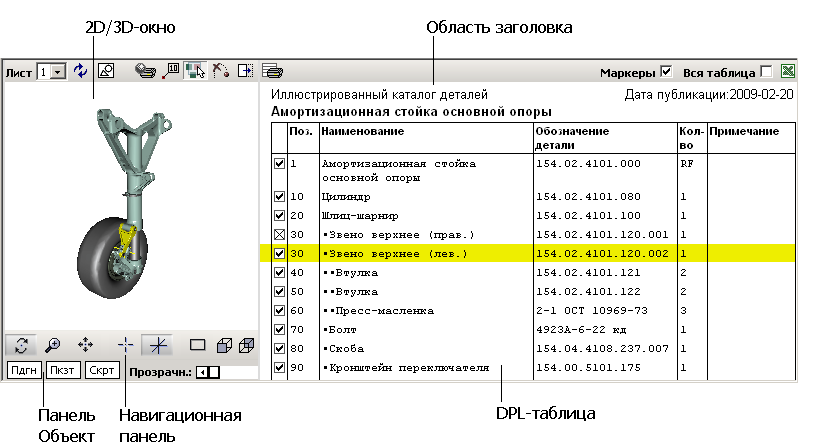 2D/3D-окно
Область заголовка
Лист 1
10
Маркеры
Вся таблица
Иллюстрированный каталог деталей
Дата публикации:2009-02-20
Амортизационная стойка основной опоры
Поз. Наименование Обозначение детали Кол-во Примечание
1 Амортизационная стойка основной опоры 154.02.4101.000 RF
10 Цилиндр 154.02.4101.080 1
20 Шлиц-шарнир 154.02.4101.100 1
30 •Звено верхнее (прав.) 154.02.4101.120.001 1
30 •Звено верхнее (лев.) 154.02.4101.120.002 1
40 ••Втулка 154.02.4101.121 2
50 ••Втулка 154.02.4101.122 2
60 ••Пресс-масленка 2-1 ОСТ 10969-73 3
70 •Болт 4923А-6-22 кд 1
80 •Скоба 154.04.4108.237.007 1
90 •Кронштейн переключателя 154.00.5101.175 1
Пдгн Пкзт Скрт Прозрачн.:
Панель Объект
Навигационная панель
DPL-таблица